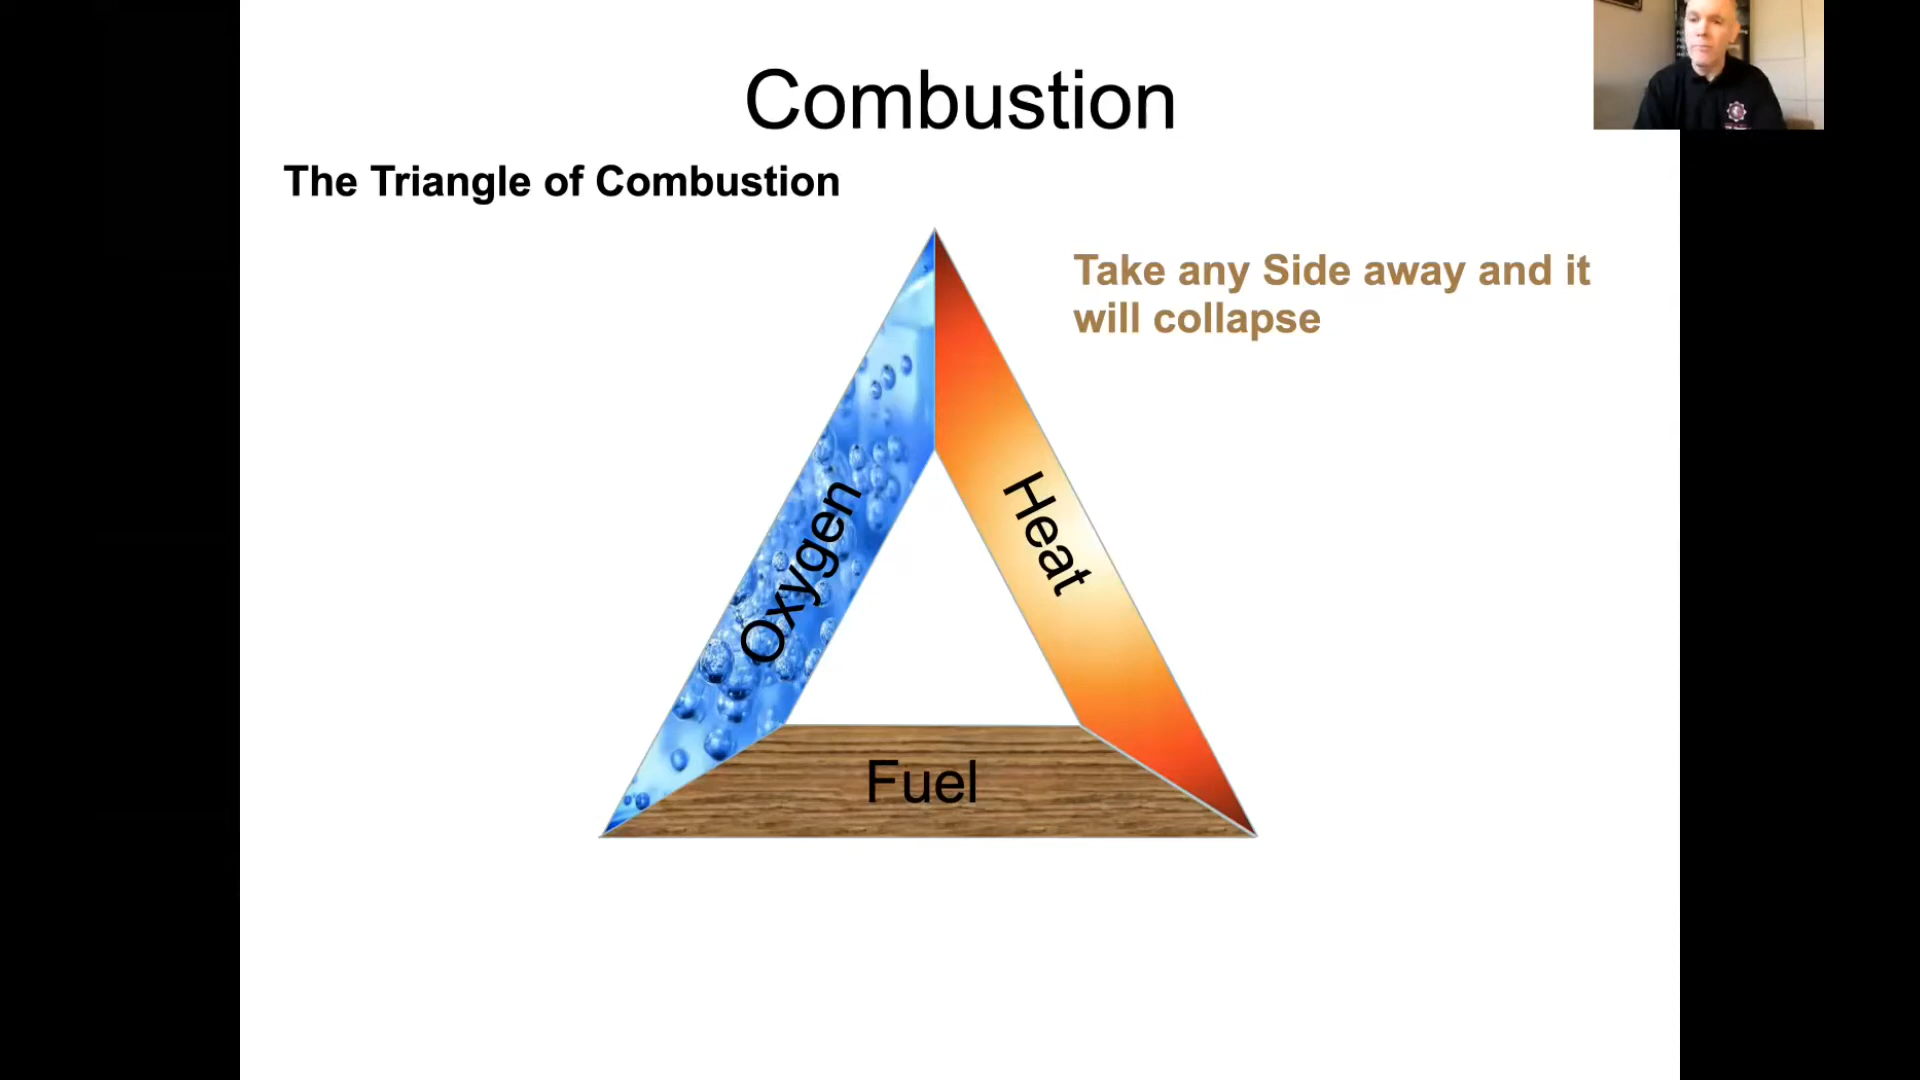 Combustion
The Triangle of Combustion
Take any Side away and it
will collapse
Oxygen
Heat
Fuel